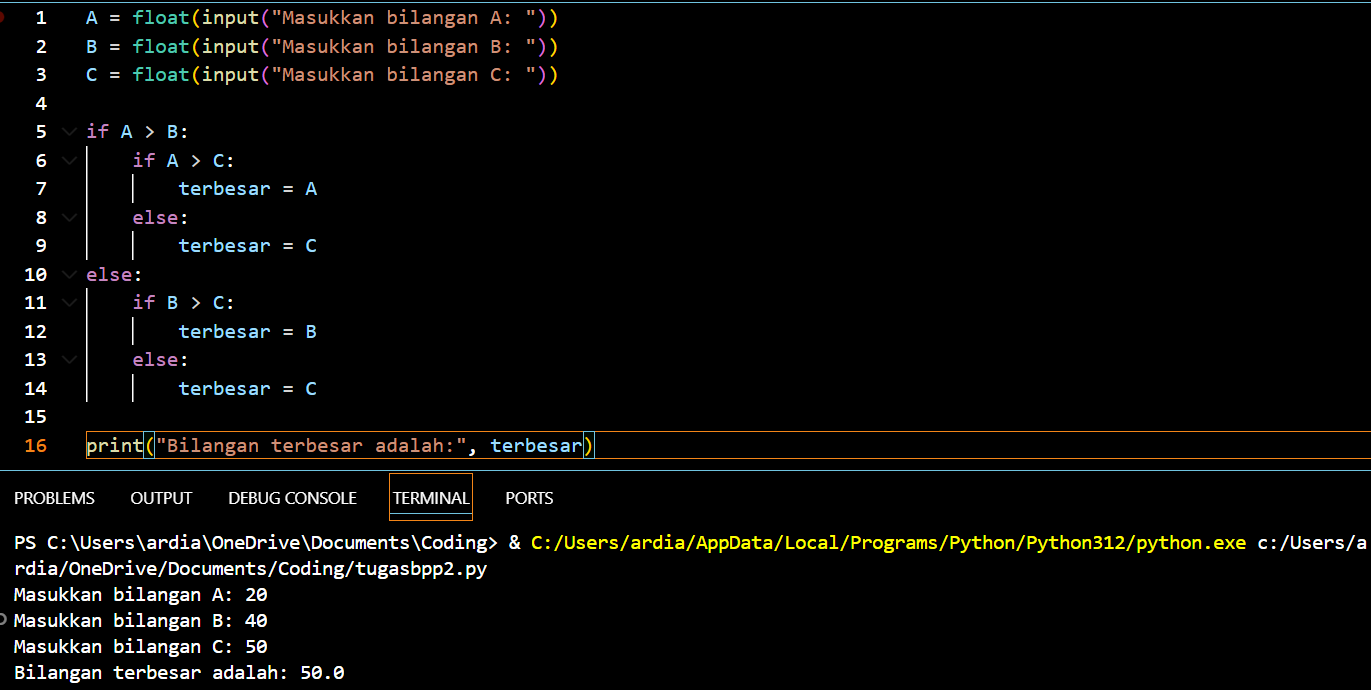 1 A = float(input("Masukkan bilangan A: "))
2 B = float(input("Masukkan bilangan B: "))
3 C = float(input("Masukkan bilangan C: "))
4
5 if A > B:
6     if A > C:
7         terbesar = A
8     else:
9         terbesar = C
10 else:
11     if B > C:
12         terbesar = B
13     else:
14         terbesar = C
15
16 print("Bilangan terbesar adalah:", terbesar)
PROBLEMS OUTPUT DEBUG CONSOLE TERMINAL PORTS
PS C:\Users\ardia\OneDrive\Documents\Coding> & C:/Users/ardia/AppData/Local/Programs/Python/Python312/python.exe c:/Users/a
rdia/OneDrive/Documents/Coding/tugasbpp2.py
Masukkan bilangan A: 20
Masukkan bilangan B: 40
Masukkan bilangan C: 50
Bilangan terbesar adalah: 50.0